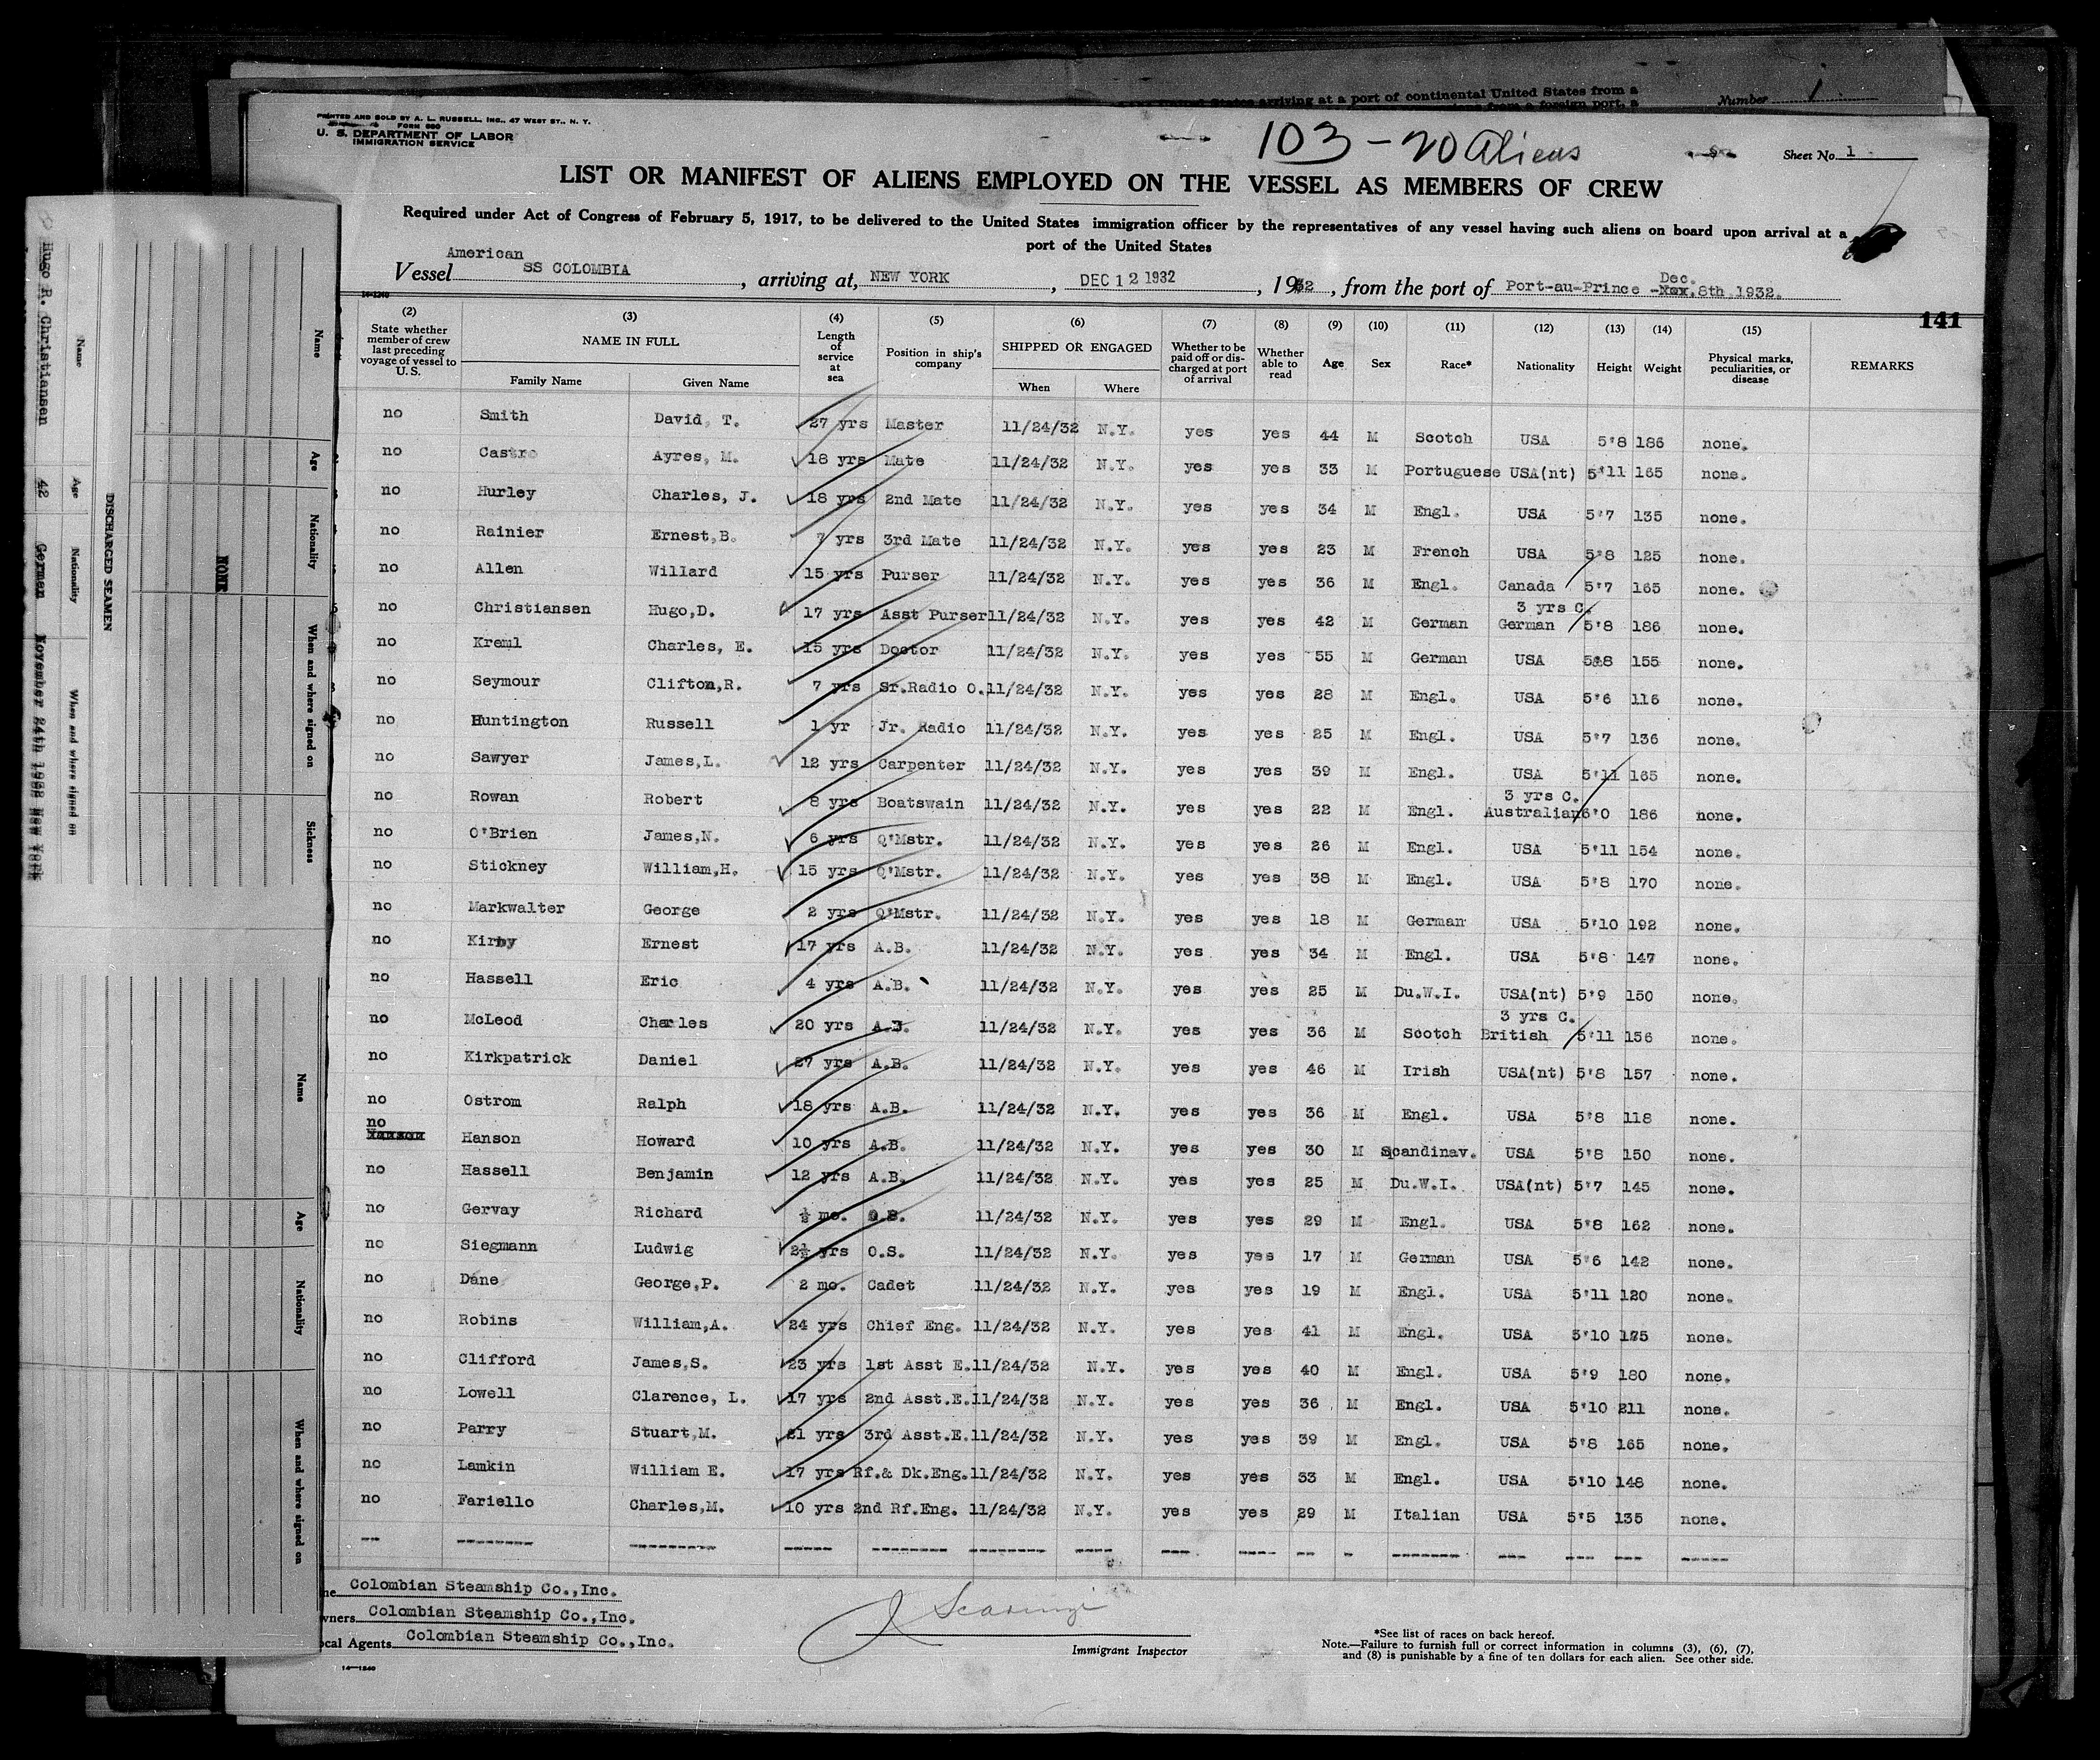 continental United States from a
Number 1
PRINTED AND SOLD BY A. L. RUSSELL, INC., 47 WEST ST., N. Y.
FORM 680
U. S. DEPARTMENT OF LABOR
IMMIGRATION SERVICE
103 - 20 Aliens
Sheet No. 1
LIST OR MANIFEST OF ALIENS EMPLOYED ON THE VESSEL AS MEMBERS OF CREW
Required under Act of Congress of February 5, 1917, to be delivered to the United States immigration officer by the representatives of any vessel having such aliens on board upon arrival at a
port of the United States
American
Vessel SS COLOMBIA, arriving at, NEW YORK, DEC 12 1932, 1932, from the port of Port-au-Prince - Dec. 8th 1932.
14-1240
141
(2) (3) (4) (5) (6) (7) (8) (9) (10) (11) (12) (13) (14) (15)
State whether member of crew last preceding voyage of vessel to U.S. NAME IN FULL Family Name Given Name Length of service at sea Position in ship's company SHIPPED OR ENGAGED When Where Whether to be paid off or discharged at port of arrival Whether able to read Age Sex Race* Nationality Height Weight Physical marks, peculiarities, or disease REMARKS
no Smith David, T. 27 yrs Master 11/24/32 N.Y. yes yes 44 M Scotch USA 5'8 186 none.
no Castro Ayres, M. 18 yrs Mate 11/24/32 N.Y. yes yes 33 M Portuguese USA(nt) 5'11 165 none.
no Hurley Charles, J. 18 yrs 2nd Mate 11/24/32 N.Y. yes yes 34 M Engl. USA 5'7 135 none.
no Rainier Ernest,B. 7 yrs 3rd Mate 11/24/32 N.Y. yes yes 23 M French USA 5'8 125 none.
no Allen Willard 15 yrs Purser 11/24/32 N.Y. yes yes 36 M Engl. Canada 5'7 165 none.
no Christiansen Hugo,D. 17 yrs Asst Purser 11/24/32 N.Y. yes yes 42 M German 3 yrs C. German 5'8 186 none.
no Kreml Charles, E. 15 yrs Doctor 11/24/32 N.Y. yes yes 55 M German USA 5'8 155 none.
no Seymour Clifton,R. 7 yrs Sr.Radio O. 11/24/32 N.Y. yes yes 28 M Engl. USA 5'6 116 none.
no Huntington Russell 1 yr Jr. Radio 11/24/32 N.Y. yes yes 25 M Engl. USA 5'7 136 none.
no Sawyer James,L. 12 yrs Carpenter 11/24/32 N.Y. yes yes 39 M Engl. USA 5'11 165 none.
no Rowan Robert 8 yrs Boatswain 11/24/32 N.Y. yes yes 22 M Engl. 3 yrs C. Australian 6'0 186 none.
no O'Brien James,N. 6 yrs Q'Mstr. 11/24/32 N.Y. yes yes 26 M Engl. USA 5'11 154 none.
no Stickney William,H. 15 yrs Q'Mstr. 11/24/32 N.Y. yes yes 38 M Engl. USA 5'8 170 none.
no Markwalter George 2 yrs Q'Mstr. 11/24/32 N.Y. yes yes 18 M German USA 5'10 192 none.
no Kirby Ernest 17 yrs A.B. 11/24/32 N.Y. yes yes 34 M Engl. USA 5'8 147 none.
no Hassell Eric 4 yrs A.B. 11/24/32 N.Y. yes yes 25 M Du.W.I. USA(nt) 5'9 150 none.
no McLeod Charles 20 yrs A.B. 11/24/32 N.Y. yes yes 36 M Scotch 3 yrs C. British 5'11 156 none.
no Kirkpatrick Daniel 27 yrs A.B. 11/24/32 N.Y. yes yes 46 M Irish USA(nt) 5'8 157 none.
no Ostrom Ralph 18 yrs A.B. 11/24/32 N.Y. yes yes 36 M Engl. USA 5'8 118 none.
no Hanson Howard 10 yrs A.B. 11/24/32 N.Y. yes yes 30 M Scandinav. USA 5'8 150 none.
no Hassell Benjamin 12 yrs A.B. 11/24/32 N.Y. yes yes 25 M Du.W.I. USA(nt) 5'7 145 none.
no Gervay Richard ½ mo. O.S. 11/24/32 N.Y. yes yes 29 M Engl. USA 5'8 162 none.
no Siegmann Ludwig 2½ yrs O.S. 11/24/32 N.Y. yes yes 17 M German USA 5'6 142 none.
no Dane George,P. 2 mo. Cadet 11/24/32 N.Y. yes yes 19 M Engl. USA 5'11 120 none.
no Robins William,A. 24 yrs Chief Eng. 11/24/32 N.Y. yes yes 41 M Engl. USA 5'10 175 none.
no Clifford James,S. 23 yrs 1st Asst E. 11/24/32 N.Y. yes yes 40 M Engl. USA 5'9 180 none.
no Lowell Clarence, L. 17 yrs 2nd Asst.E. 11/24/32 N.Y. yes yes 36 M Engl. USA 5'10 211 none.
no Parry Stuart,M. 21 yrs 3rd Asst.E. 11/24/32 N.Y. yes yes 39 M Engl. USA 5'8 165 none.
no Lamkin William E. 17 yrs Rf.& Dk.Eng. 11/24/32 N.Y. yes yes 33 M Engl. USA 5'10 148 none.
no Fariello Charles,M. 10 yrs 2nd Rf.Eng. 11/24/32 N.Y. yes yes 29 M Italian USA 5'5 135 none.
Colombian Steamship Co.,Inc.
Owners Colombian Steamship Co.,Inc.
Local Agents Colombian Steamship Co.,Inc.
14-1240
Immigrant Inspector
*See list of races on back hereof.
Note.—Failure to furnish full or correct information in columns (3), (6), (7),
and (8) is punishable by a fine of ten dollars for each alien. See other side.
DISCHARGED SEAMEN
Name Age Nationality When and where signed on
Hugo R. Christiansen 42 German November 24th 1932 New York
Name Age Nationality When and where signed on Sickness
NONE
Name Age Nationality When and where signed on